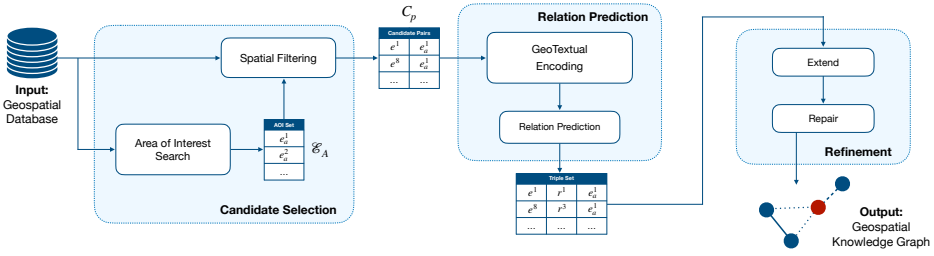 Input:
Geospatial
Database
Spatial Filtering
Area of Interest
Search
AOI Set
e_a^1
e_a^2
...
ℰ_A
Candidate Selection
C_p
Candidate Pairs
e^1 e_a^1
e^8 e_a^1
... ...
Relation Prediction
GeoTextual
Encoding
Relation Prediction
Triple Set
e^1 r^1 e_a^1
e^8 r^3 e_a^1
... ... ...
Extend
Repair
Refinement
Output:
Geospatial
Knowledge Graph